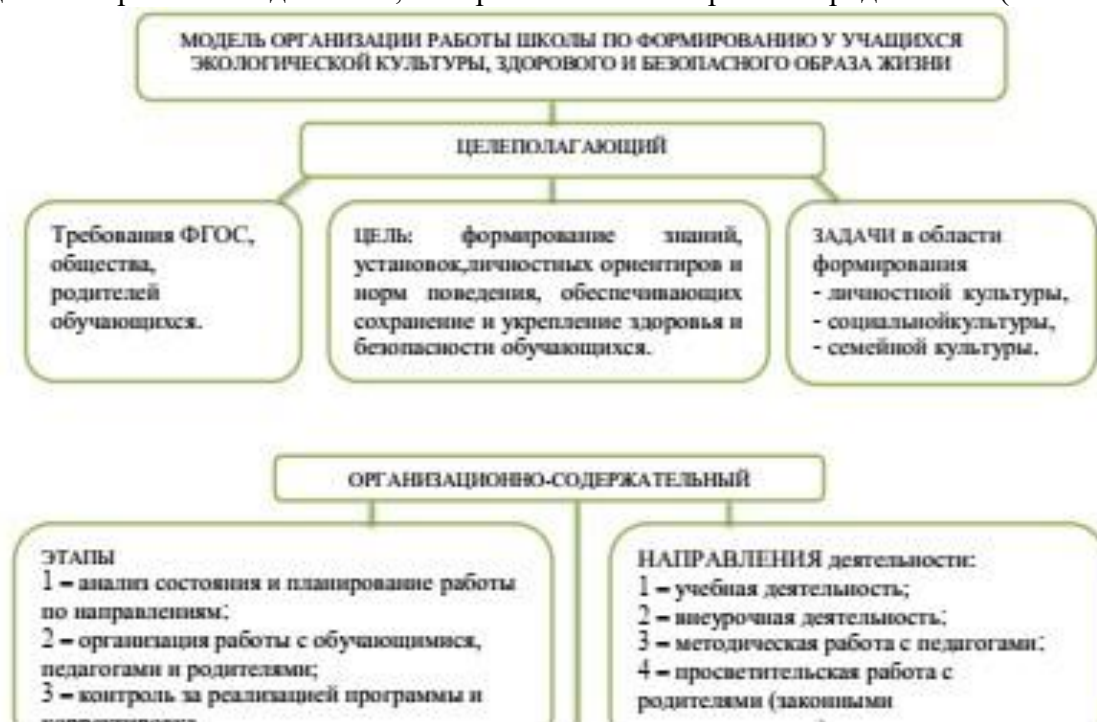 МОДЕЛЬ ОРГАНИЗАЦИИ РАБОТЫ ШКОЛЫ ПО ФОРМИРОВАНИЮ У УЧАЩИХСЯ
ЭКОЛОГИЧЕСКОЙ КУЛЬТУРЫ, ЗДОРОВОГО И БЕЗОПАСНОГО ОБРАЗА ЖИЗНИ
ЦЕЛЕПОЛАГАЮЩИЙ
Требования ФГОС,
общества,
родителей
обучающихся.
ЦЕЛЬ: формирование знаний,
установок,личностных ориентиров и
норм поведения, обеспечивающих
сохранение и укрепление здоровья и
безопасности обучающихся.
ЗАДАЧИ в области
формирования
- личностной культуры,
- социальнойкультуры,
- семейной культуры.
ОРГАНИЗАЦИОННО-СОДЕРЖАТЕЛЬНЫЙ
ЭТАПЫ
1 – анализ состояния и планирование работы
по направлениям;
2 – организация работы с обучающимися,
педагогами и родителями;
3 – контроль за реализацией программы и
НАПРАВЛЕНИЯ деятельности:
1 – учебная деятельность;
2 – внеурочная деятельность;
3 – методическая работа с педагогами;
4 – просветительская работа с
родителями (законными